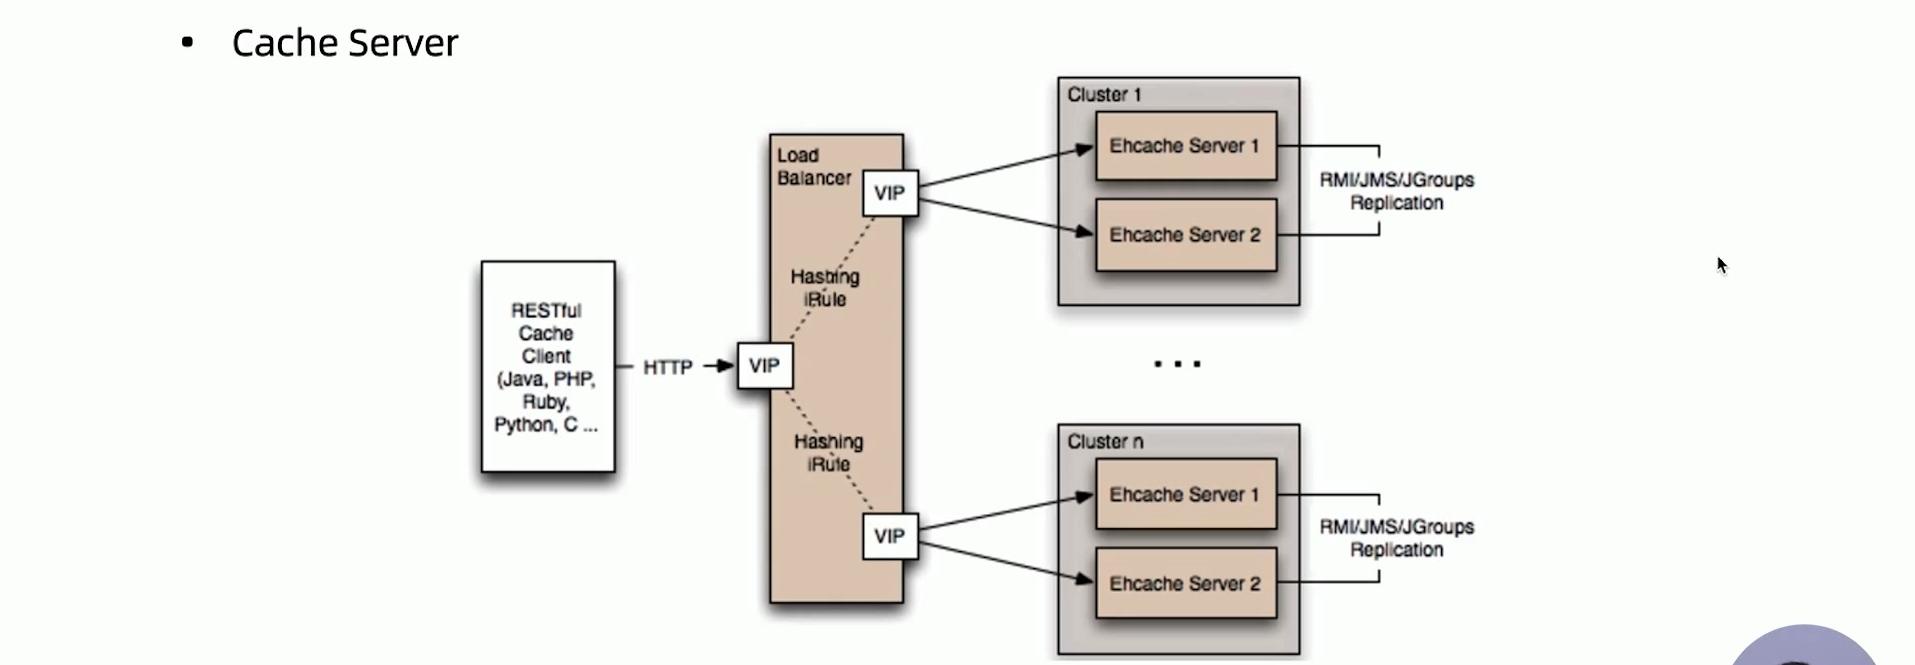 • Cache Server
Load
Balancer
VIP
Hashing
iRule
RESTful
Cache
Client
(Java, PHP,
Ruby,
Python, C ...
HTTP
VIP
Hashing
iRule
VIP
Cluster 1
Ehcache Server 1
Ehcache Server 2
RMI/JMS/JGroups
Replication
...
Cluster n
Ehcache Server 1
Ehcache Server 2
RMI/JMS/JGroups
Replication